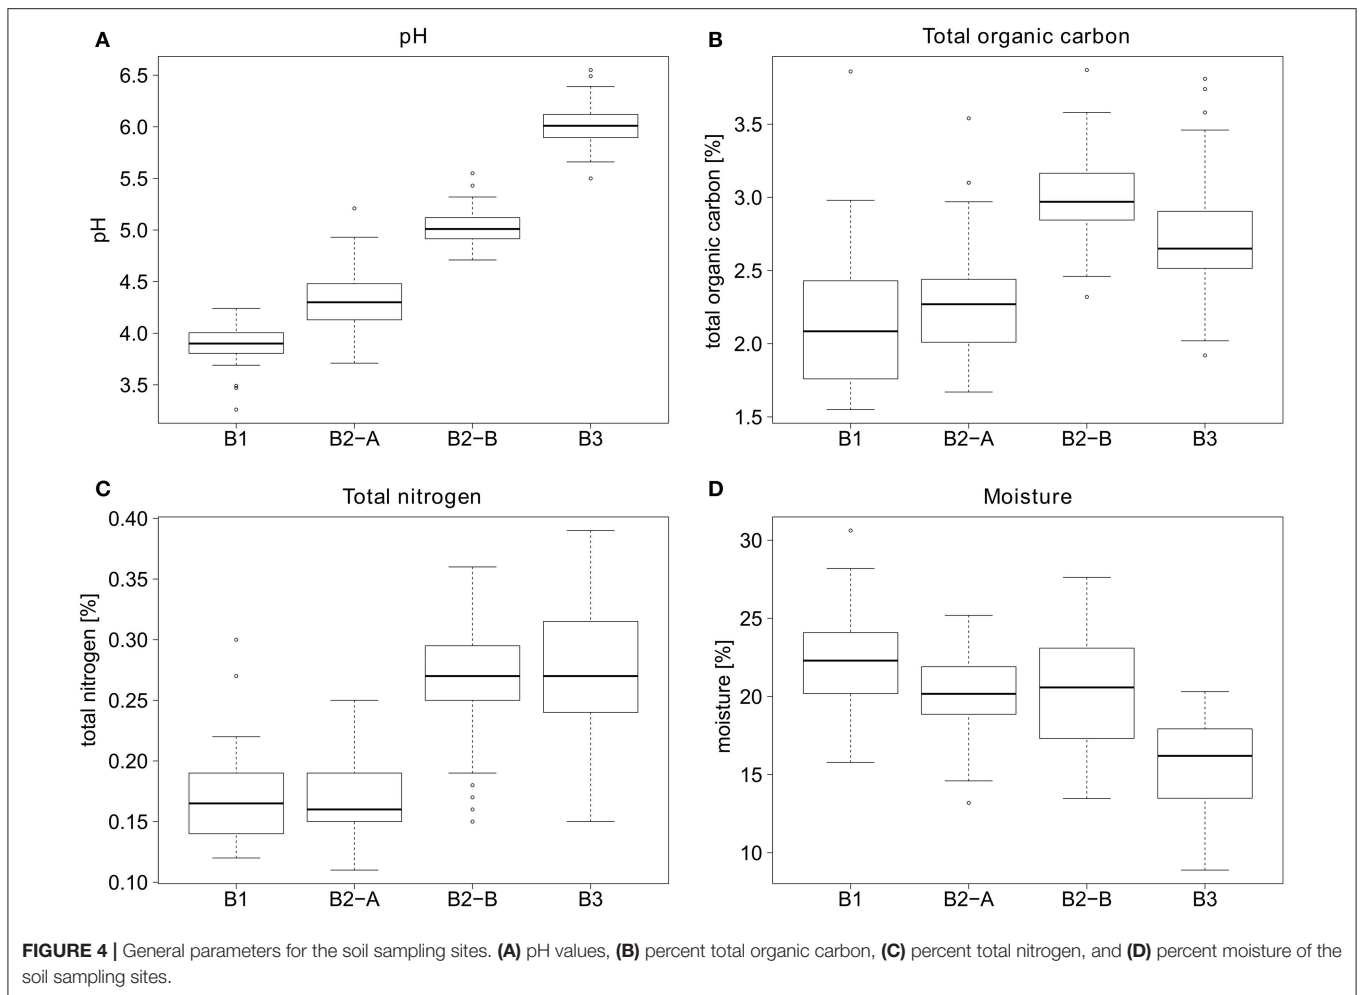 A
pH
pH
6.5
6.0
5.5
5.0
4.5
4.0
3.5
B1
B2−A
B2−B
B3
B
Total organic carbon
total organic carbon [%]
3.5
3.0
2.5
2.0
1.5
B1
B2−A
B2−B
B3
C
Total nitrogen
total nitrogen [%]
0.40
0.35
0.30
0.25
0.20
0.15
0.10
B1
B2−A
B2−B
B3
D
Moisture
moisture [%]
30
25
20
15
10
B1
B2−A
B2−B
B3
FIGURE 4 | General parameters for the soil sampling sites. (A) pH values, (B) percent total organic carbon, (C) percent total nitrogen, and (D) percent moisture of the
soil sampling sites.